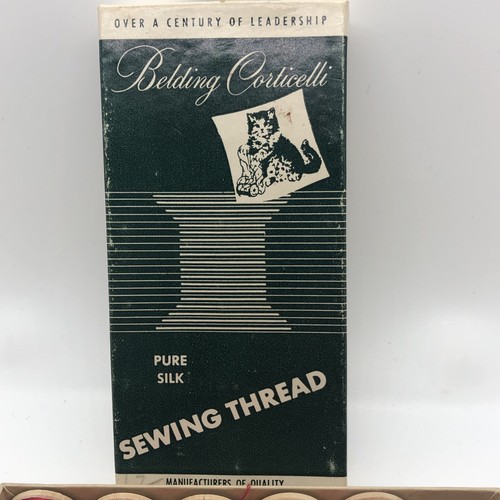 OVER A CENTURY OF LEADERSHIP
Belding Corticelli
PURE
SILK
SEWING THREAD
MANUFACTURERS OF QUALITY